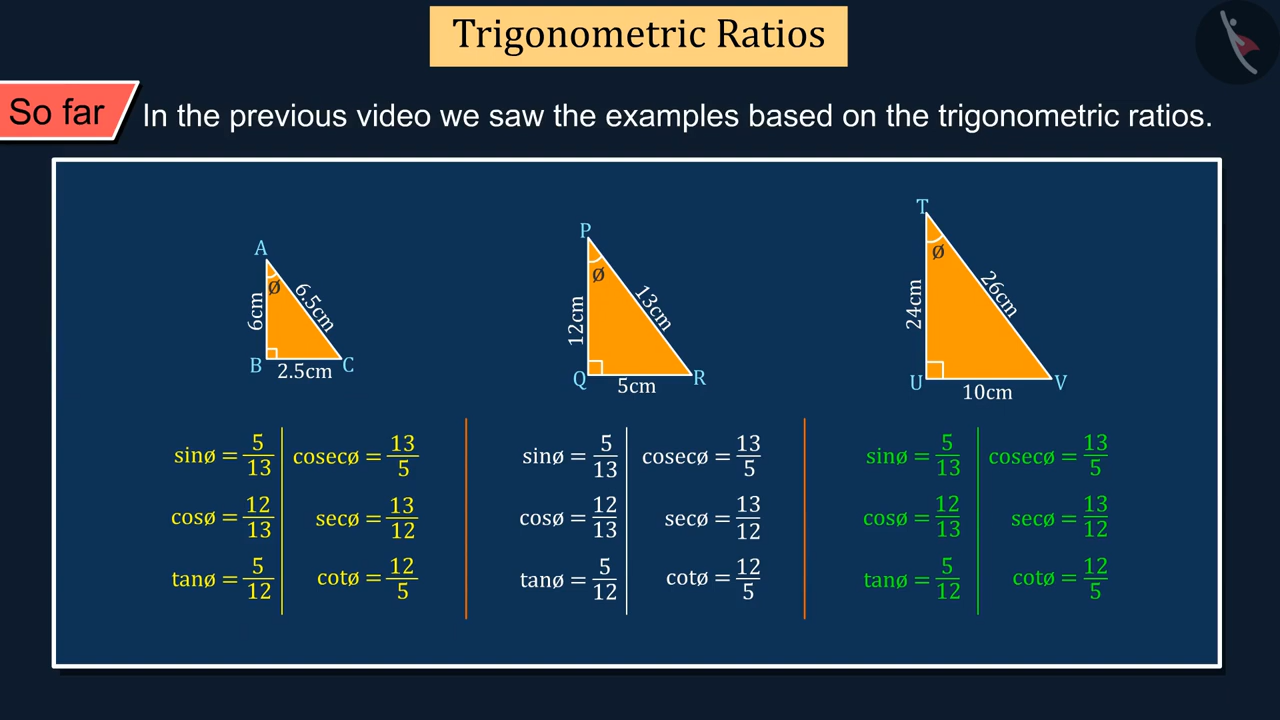 Trigonometric Ratios
So far
In the previous video we saw the examples based on the trigonometric ratios.
A
ø
6cm
6.5cm
B
2.5cm
C
P
ø
12cm
13cm
Q
5cm
R
T
ø
24cm
26cm
U
10cm
V
sinø = 5/13
cosecø = 13/5
cosø = 12/13
secø = 13/12
tanø = 5/12
cotø = 12/5
sinø = 5/13
cosecø = 13/5
cosø = 12/13
secø = 13/12
tanø = 5/12
cotø = 12/5
sinø = 5/13
cosecø = 13/5
cosø = 12/13
secø = 13/12
tanø = 5/12
cotø = 12/5